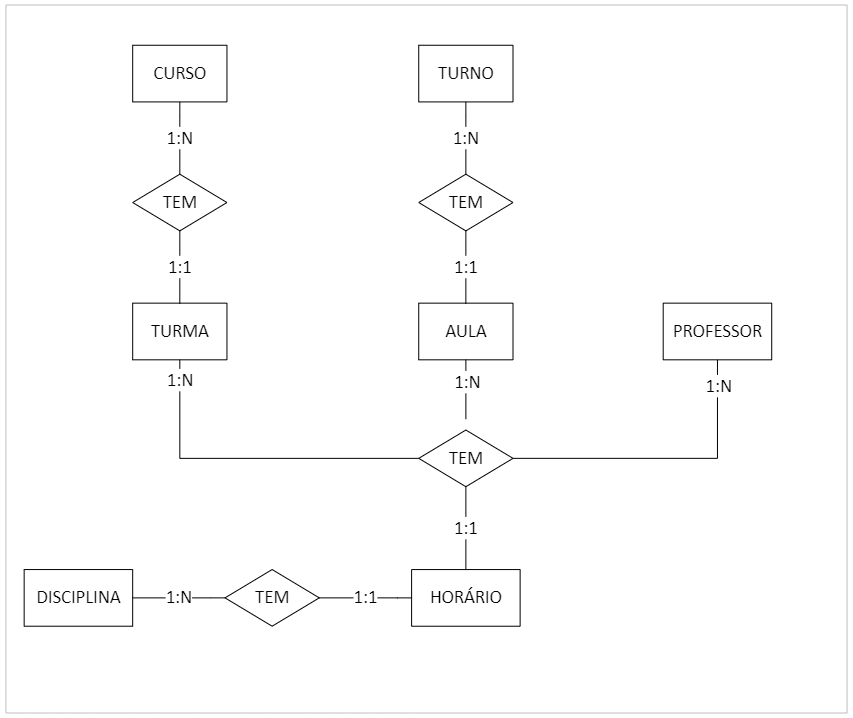 CURSO
TURNO
1:N
1:N
TEM
TEM
1:1
1:1
TURMA
AULA
PROFESSOR
1:N
1:N
1:N
TEM
1:1
DISCIPLINA
1:N
TEM
1:1
HORÁRIO